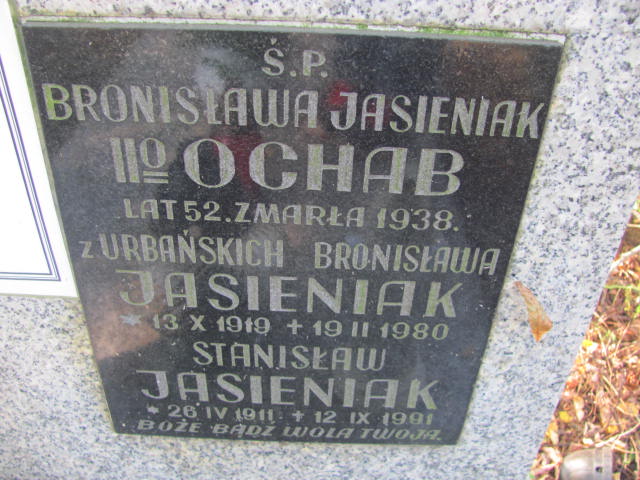 Ś.P.
BRONISŁAWA JASIENIAK
IIo OCHAB
LAT 52. ZMARŁA 1938.
z URBAŃSKICH BRONISŁAWA
JASIENIAK
* 13 X 1919 + 19 II 1980
STANISŁAW
JASIENIAK
* 26 IV 1911 + 12 IX 1991
BOŻE BĄDŹ WOLA TWOJA